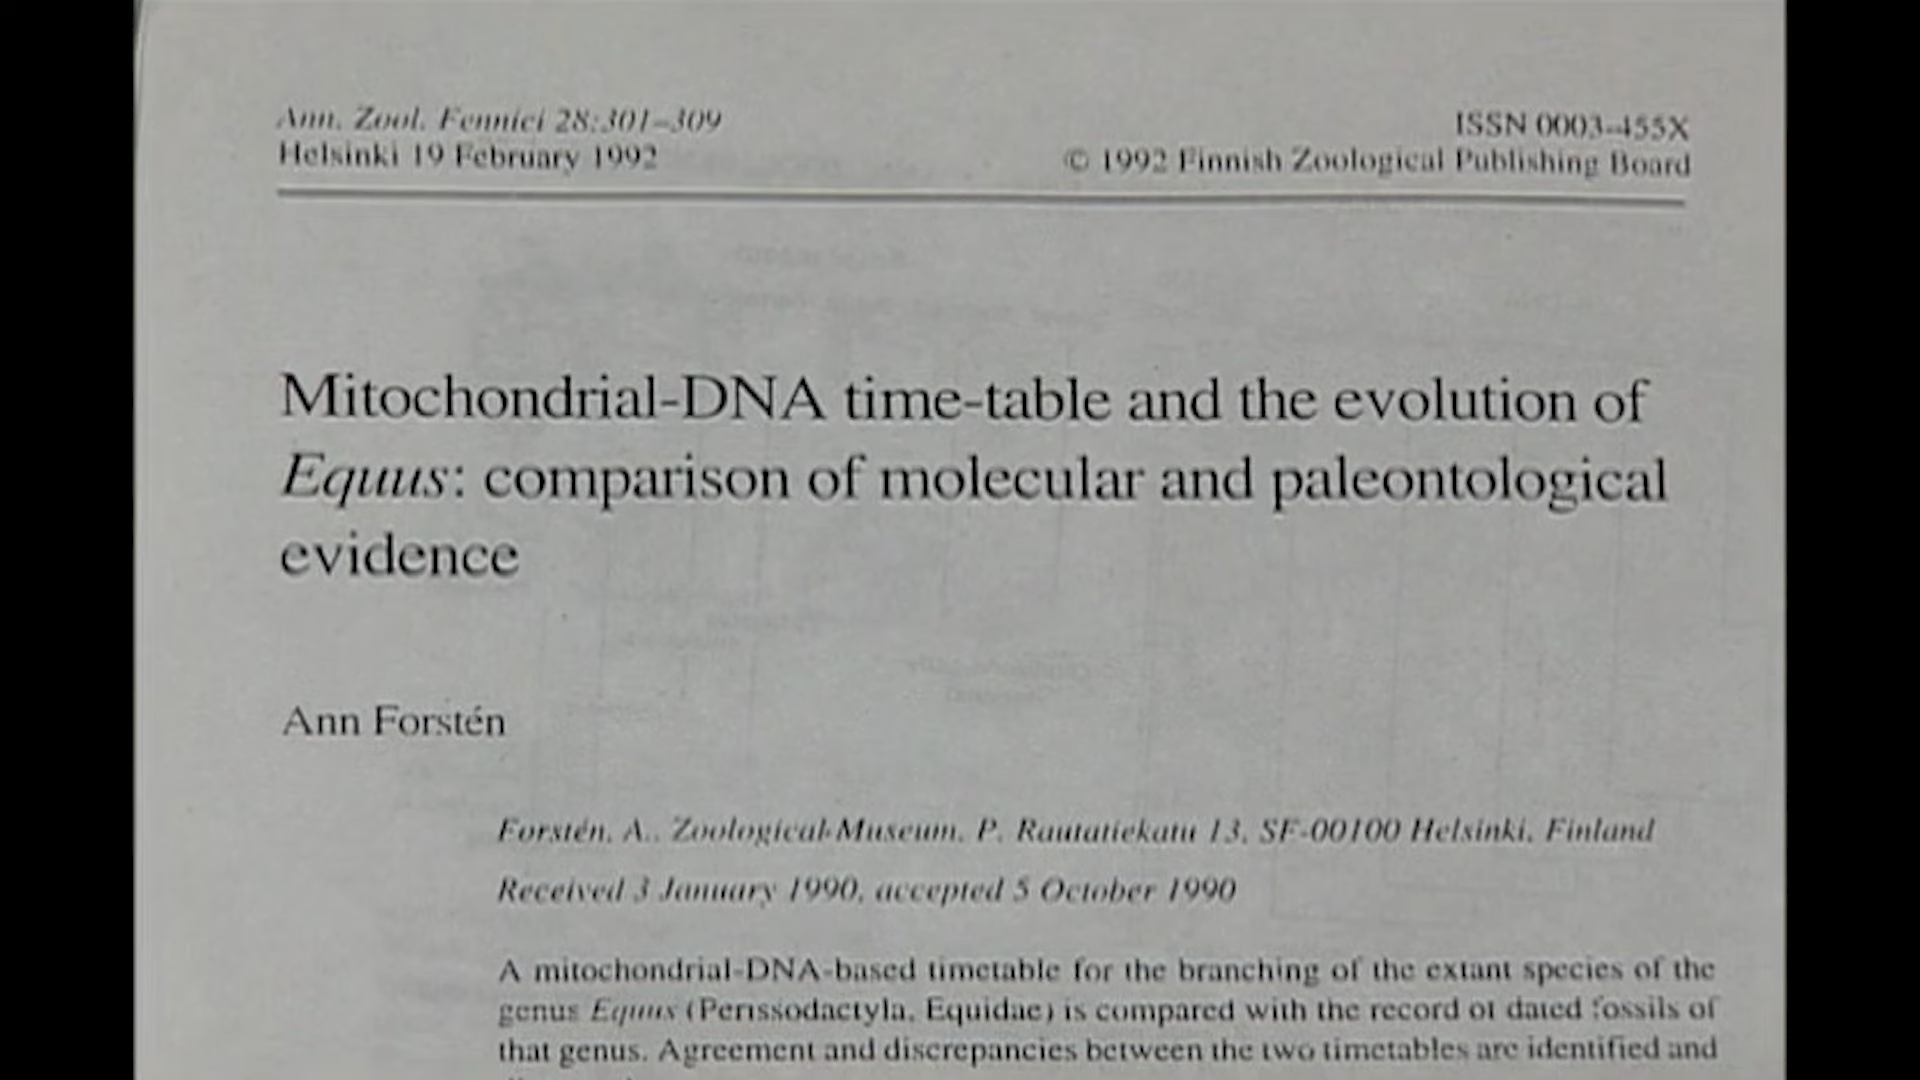 Ann. Zool. Fennici 28:301–309
Helsinki 19 February 1992
ISSN 0003-455X
© 1992 Finnish Zoological Publishing Board
Mitochondrial-DNA time-table and the evolution of
Equus: comparison of molecular and paleontological
evidence
Ann Forstén
Forstén, A., Zoological Museum, P. Rautatiekatu 13, SF-00100 Helsinki, Finland
Received 3 January 1990, accepted 5 October 1990
A mitochondrial-DNA-based timetable for the branching of the extant species of the
genus Equus (Perissodactyla, Equidae) is compared with the record of dated fossils of
that genus. Agreement and discrepancies between the two timetables are identified and